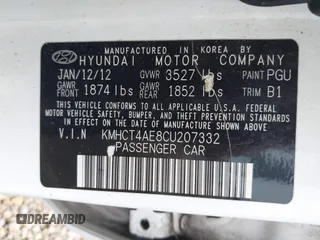 MANUFACTURED IN KOREA BY
HYUNDAI MOTOR COMPANY
JAN/12/12 GVWR 3527 lbs PAINT PGU
GAWR FRONT 1874 lbs GAWR REAR 1852 lbs TRIM B1
THIS VEHICLE CONFORMS TO ALL APPLICABLE U.S.
FEDERAL MOTOR VEHICLE SAFETY, BUMPER,
& THEFT PREVENTION STANDARDS IN EFFECT
ON THE DATE OF MANUFACTURE SHOWN ABOVE.
V.I.N KMHCT4AE8CU207332
PASSENGER CAR
DREAMBID